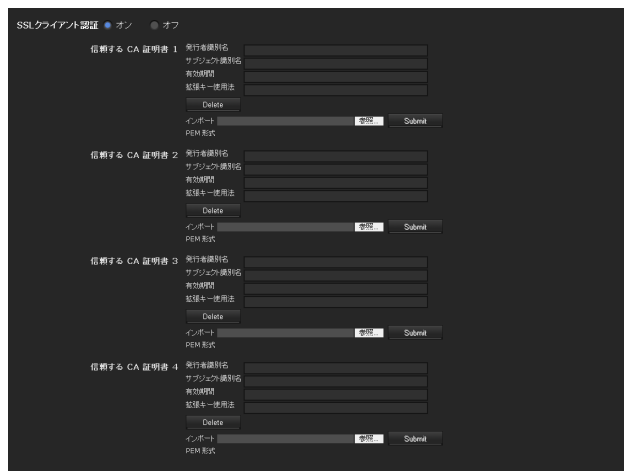 SSLクライアント認証 オン オフ
信頼する CA 証明書 1 発行者識別名
サブジェクト識別名
有効期間
拡張キー使用法
Delete
インポート 参照... Submit
PEM 形式
信頼する CA 証明書 2 発行者識別名
サブジェクト識別名
有効期間
拡張キー使用法
Delete
インポート 参照... Submit
PEM 形式
信頼する CA 証明書 3 発行者識別名
サブジェクト識別名
有効期間
拡張キー使用法
Delete
インポート 参照... Submit
PEM 形式
信頼する CA 証明書 4 発行者識別名
サブジェクト識別名
有効期間
拡張キー使用法
Delete
インポート 参照... Submit
PEM 形式